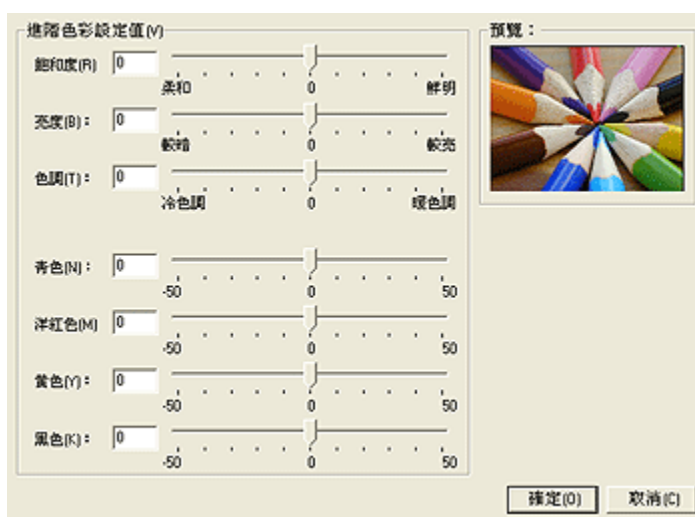 進階色彩設定值(V)
飽和度(R) 0
柔和 0 鮮明
亮度(B)： 0
較暗 0 較亮
色調(T)： 0
冷色調 0 暖色調
青色(N)： 0
-50 0 50
洋紅色(M) 0
-50 0 50
黃色(Y)： 0
-50 0 50
黑色(K)： 0
-50 0 50
預覽：
確定(O) 取消(C)